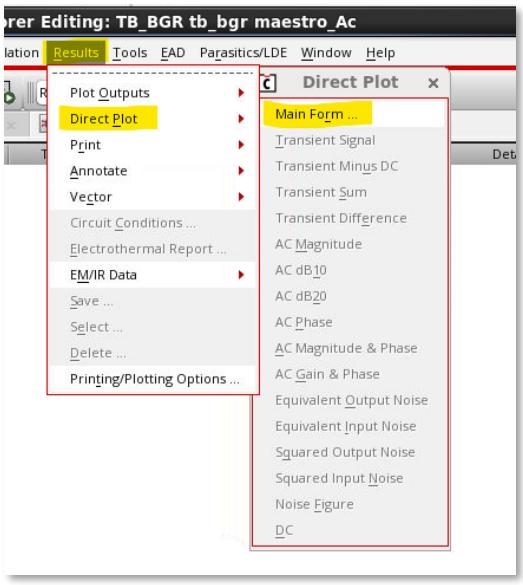 rer Editing: TB_BGR tb_bgr maestro_Ac
lation Results Tools EAD Parasitics/LDE Window Help
R
Plot Outputs
Direct Plot
Print
Annotate
Vector
Circuit Conditions ...
Electrothermal Report ...
EM/IR Data
Save ...
Select ...
Delete ...
Printing/Plotting Options ...
Direct Plot
Main Form ...
Transient Signal
Transient Minus DC
Transient Sum
Transient Difference
AC Magnitude
AC dB10
AC dB20
AC Phase
AC Magnitude & Phase
AC Gain & Phase
Equivalent Output Noise
Equivalent Input Noise
Squared Output Noise
Squared Input Noise
Noise Figure
DC
T
Det